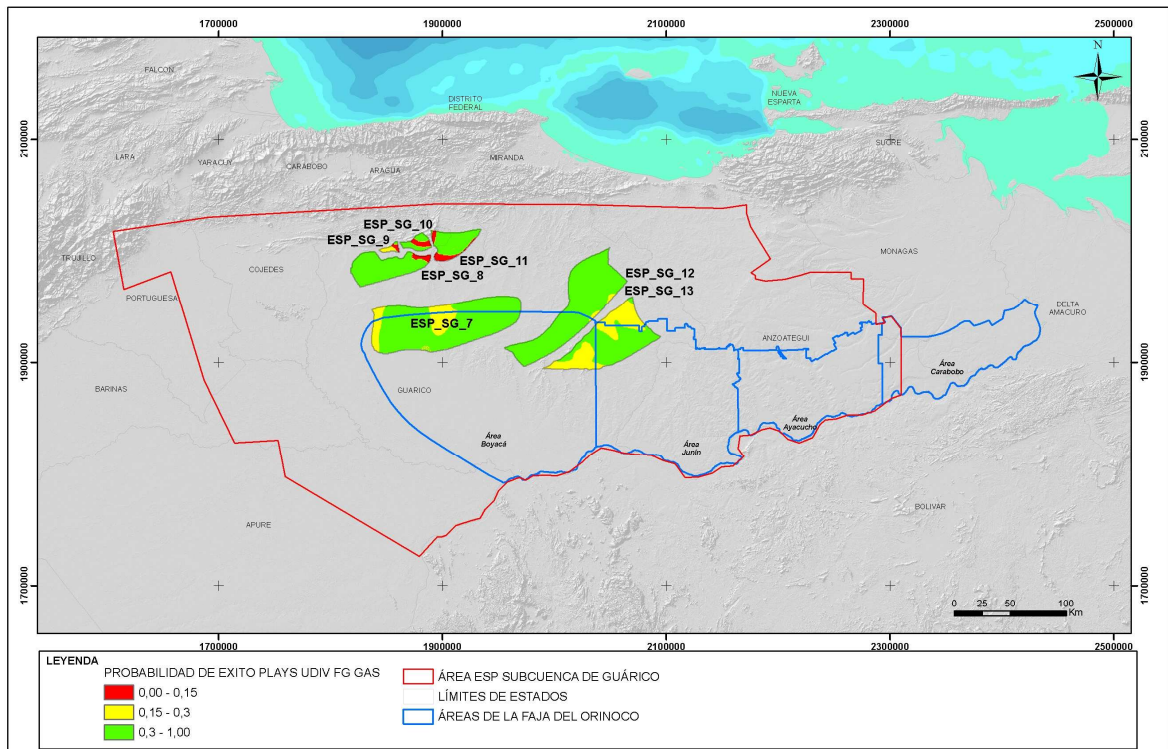 1700000
1900000
2100000
2300000
2500000
N
FALCON
DISTRITO
FEDERAL
NUEVA
ESPARTA
2100000
2100000
LARA
YARACUY
CARABOBO
ARAGUA
MIRANDA
SUCRE
ESP_SG_10
ESP_SG_9
ESP_SG_11
ESP_SG_8
TRUJILLO
COJEDES
PORTUGUESA
MONAGAS
ESP_SG_12
ESP_SG_13
DELTA
AMACURO
ESP_SG_7
ANZOATEGUI
1900000
1900000
Área
Carabobo
BARINAS
GUARICO
Área
Boyacá
Área
Junín
Área
Ayacucho
APURE
BOLIVAR
1700000
1700000
0 25 50 100
Km
1700000
1900000
2100000
2300000
2500000
LEYENDA
PROBABILIDAD DE EXITO PLAYS UDIV FG GAS
0,00 - 0,15
0,15 - 0,3
0,3 - 1,00
ÁREA ESP SUBCUENCA DE GUÁRICO
LÍMITES DE ESTADOS
ÁREAS DE LA FAJA DEL ORINOCO